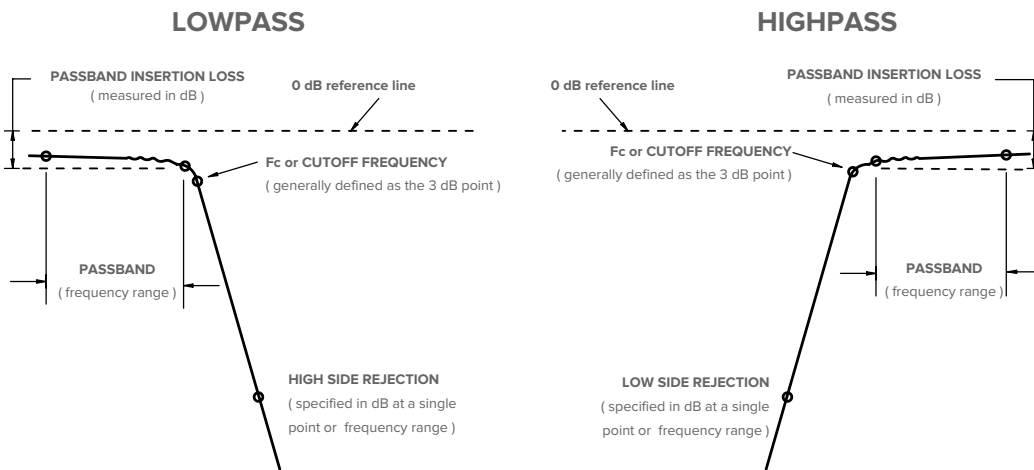 LOWPASS
PASSBAND INSERTION LOSS
( measured in dB )
0 dB reference line
Fc or CUTOFF FREQUENCY
( generally defined as the 3 dB point )
PASSBAND
( frequency range )
HIGH SIDE REJECTION
( specified in dB at a single
point or frequency range )
HIGHPASS
PASSBAND INSERTION LOSS
( measured in dB )
0 dB reference line
Fc or CUTOFF FREQUENCY
( generally defined as the 3 dB point )
PASSBAND
( frequency range )
LOW SIDE REJECTION
( specified in dB at a single
point or frequency range )